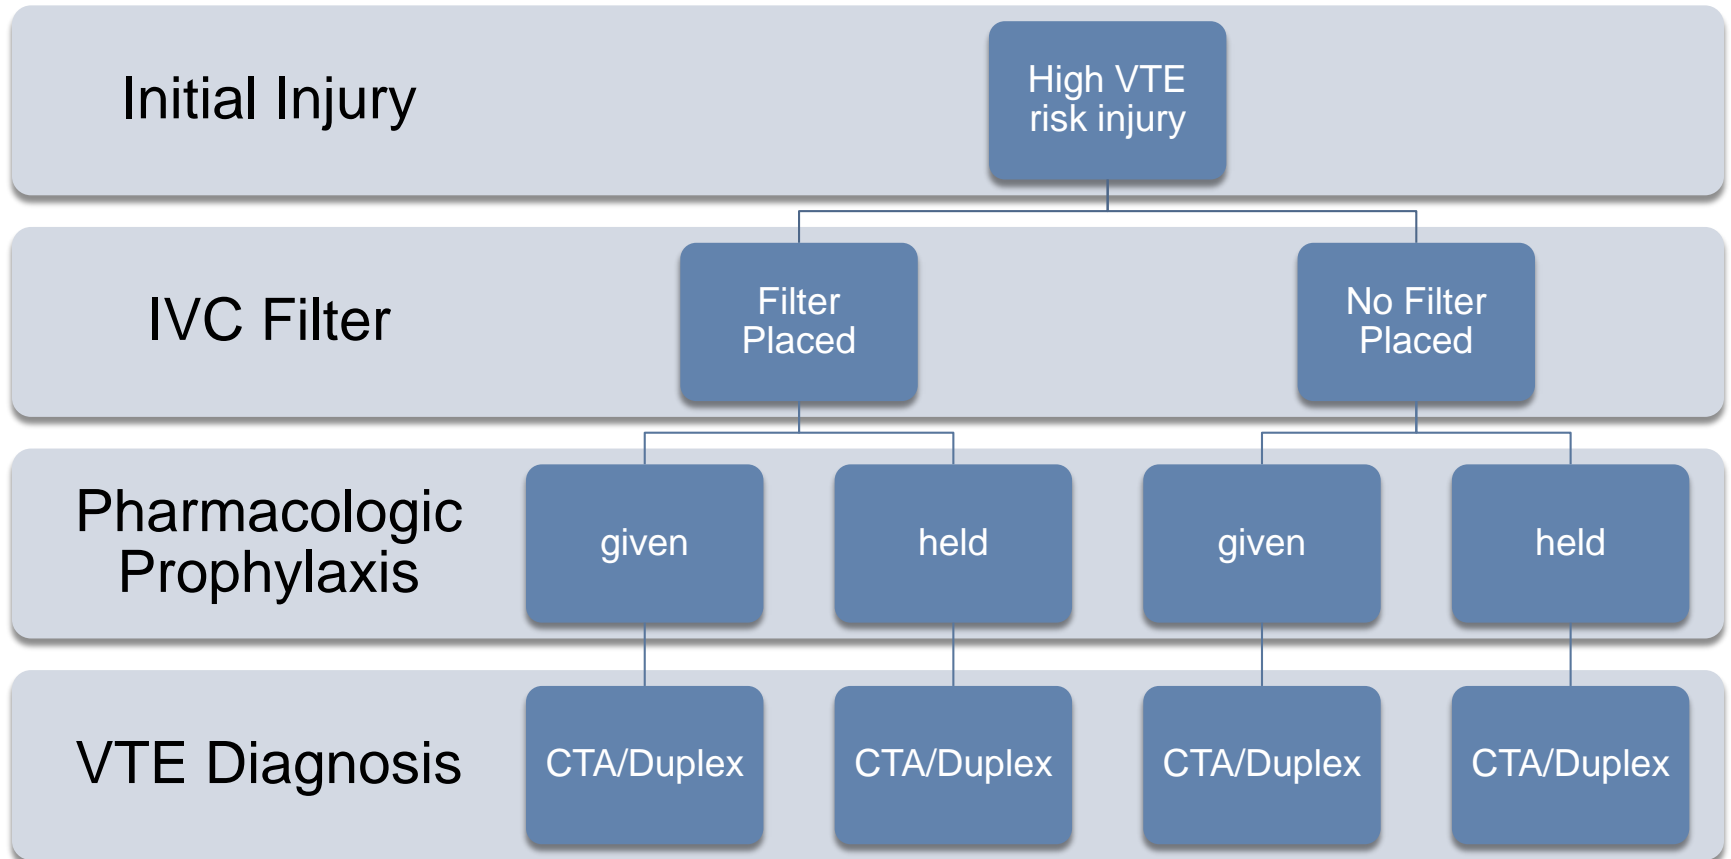 Initial Injury
High VTE
risk injury
IVC Filter
Filter
Placed
No Filter
Placed
Pharmacologic
Prophylaxis
given
held
given
held
VTE Diagnosis
CTA/Duplex
CTA/Duplex
CTA/Duplex
CTA/Duplex